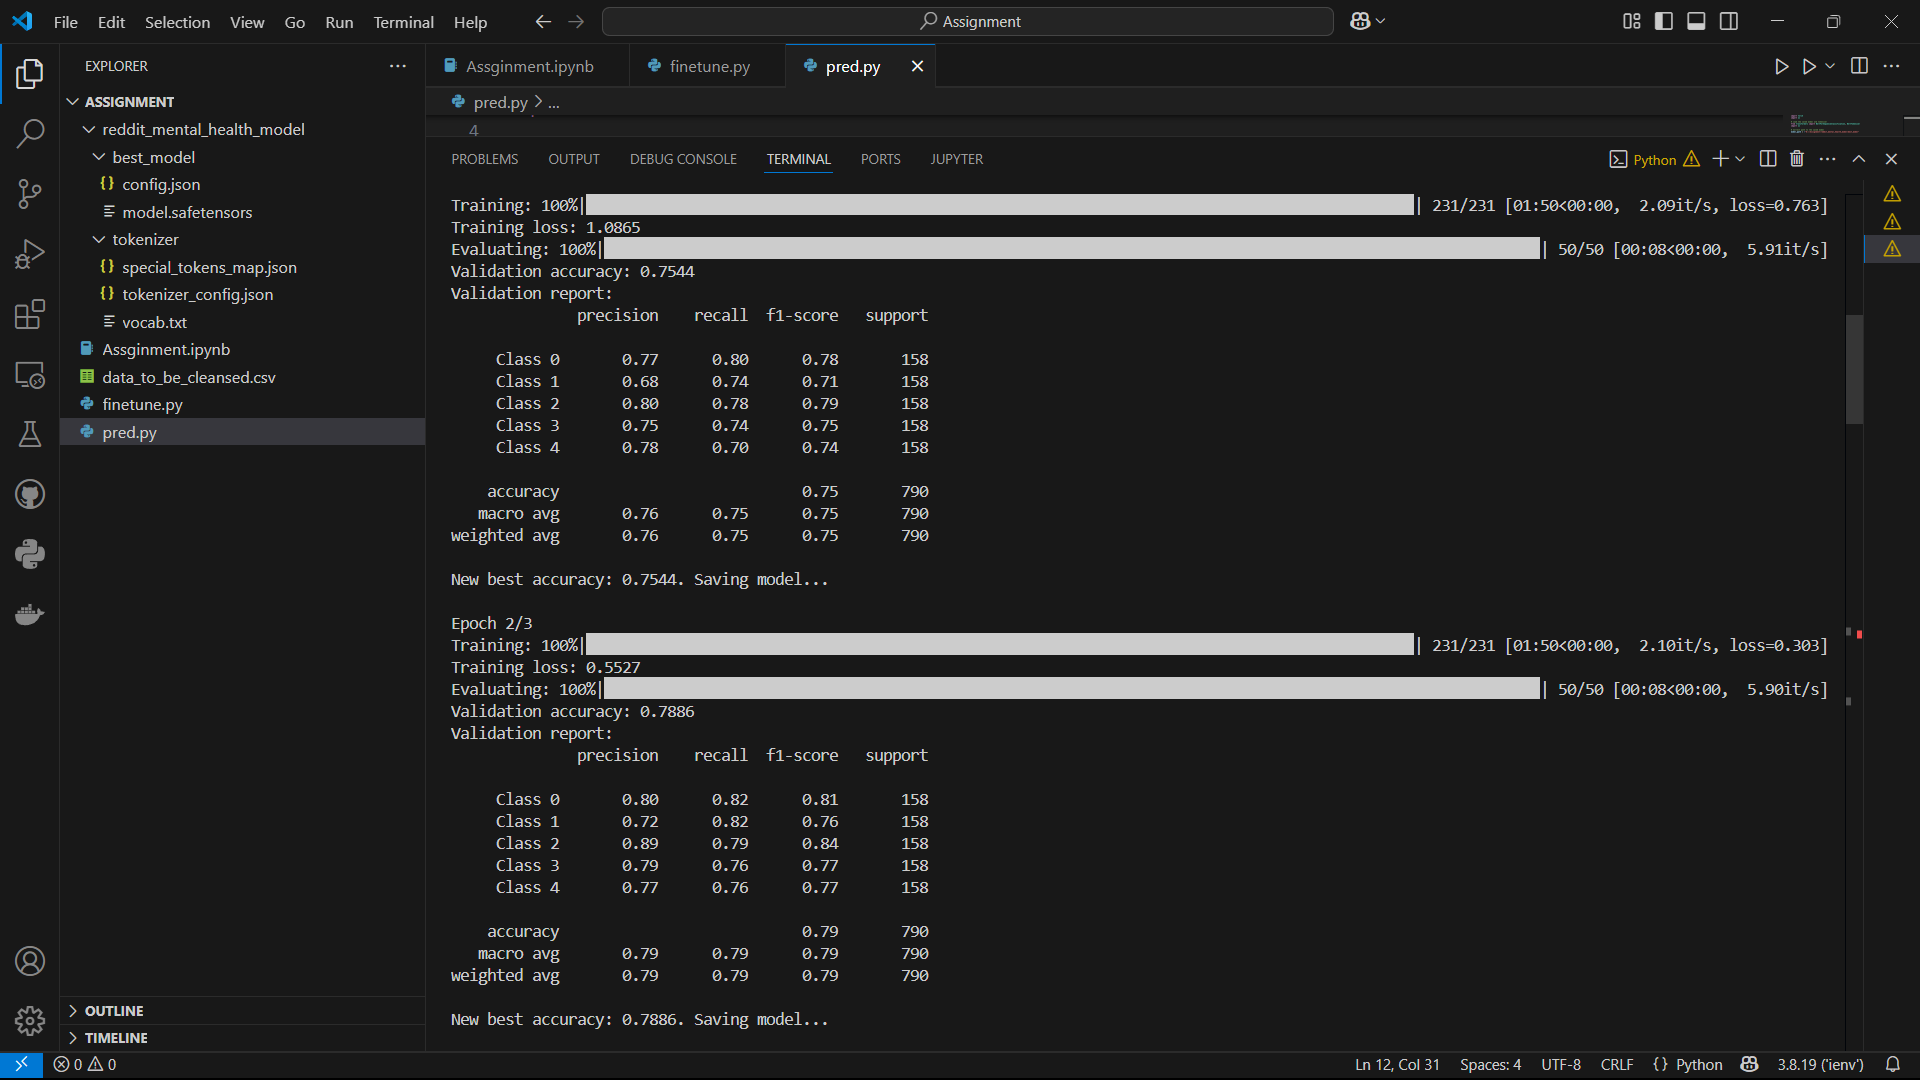 File Edit Selection View Go Run Terminal Help
Assignment
EXPLORER
ASSIGNMENT
reddit_mental_health_model
best_model
config.json
model.safetensors
tokenizer
special_tokens_map.json
tokenizer_config.json
vocab.txt
Assginment.ipynb
data_to_be_cleansed.csv
finetune.py
pred.py
OUTLINE
TIMELINE
Assginment.ipynb finetune.py pred.py
pred.py > ...
4
PROBLEMS OUTPUT DEBUG CONSOLE TERMINAL PORTS JUPYTER
Python
Training: 100%| | 231/231 [01:50<00:00, 2.09it/s, loss=0.763]
Training loss: 1.0865
Evaluating: 100%| | 50/50 [00:08<00:00, 5.91it/s]
Validation accuracy: 0.7544
Validation report:
precision recall f1-score support
Class 0 0.77 0.80 0.78 158
Class 1 0.68 0.74 0.71 158
Class 2 0.80 0.78 0.79 158
Class 3 0.75 0.74 0.75 158
Class 4 0.78 0.70 0.74 158
accuracy 0.75 790
macro avg 0.76 0.75 0.75 790
weighted avg 0.76 0.75 0.75 790
New best accuracy: 0.7544. Saving model...
Epoch 2/3
Training: 100%| | 231/231 [01:50<00:00, 2.10it/s, loss=0.303]
Training loss: 0.5527
Evaluating: 100%| | 50/50 [00:08<00:00, 5.90it/s]
Validation accuracy: 0.7886
Validation report:
precision recall f1-score support
Class 0 0.80 0.82 0.81 158
Class 1 0.72 0.82 0.76 158
Class 2 0.89 0.79 0.84 158
Class 3 0.79 0.76 0.77 158
Class 4 0.77 0.76 0.77 158
accuracy 0.79 790
macro avg 0.79 0.79 0.79 790
weighted avg 0.79 0.79 0.79 790
New best accuracy: 0.7886. Saving model...
0 0
Ln 12, Col 31 Spaces: 4 UTF-8 CRLF {} Python 3.8.19 ('ienv')